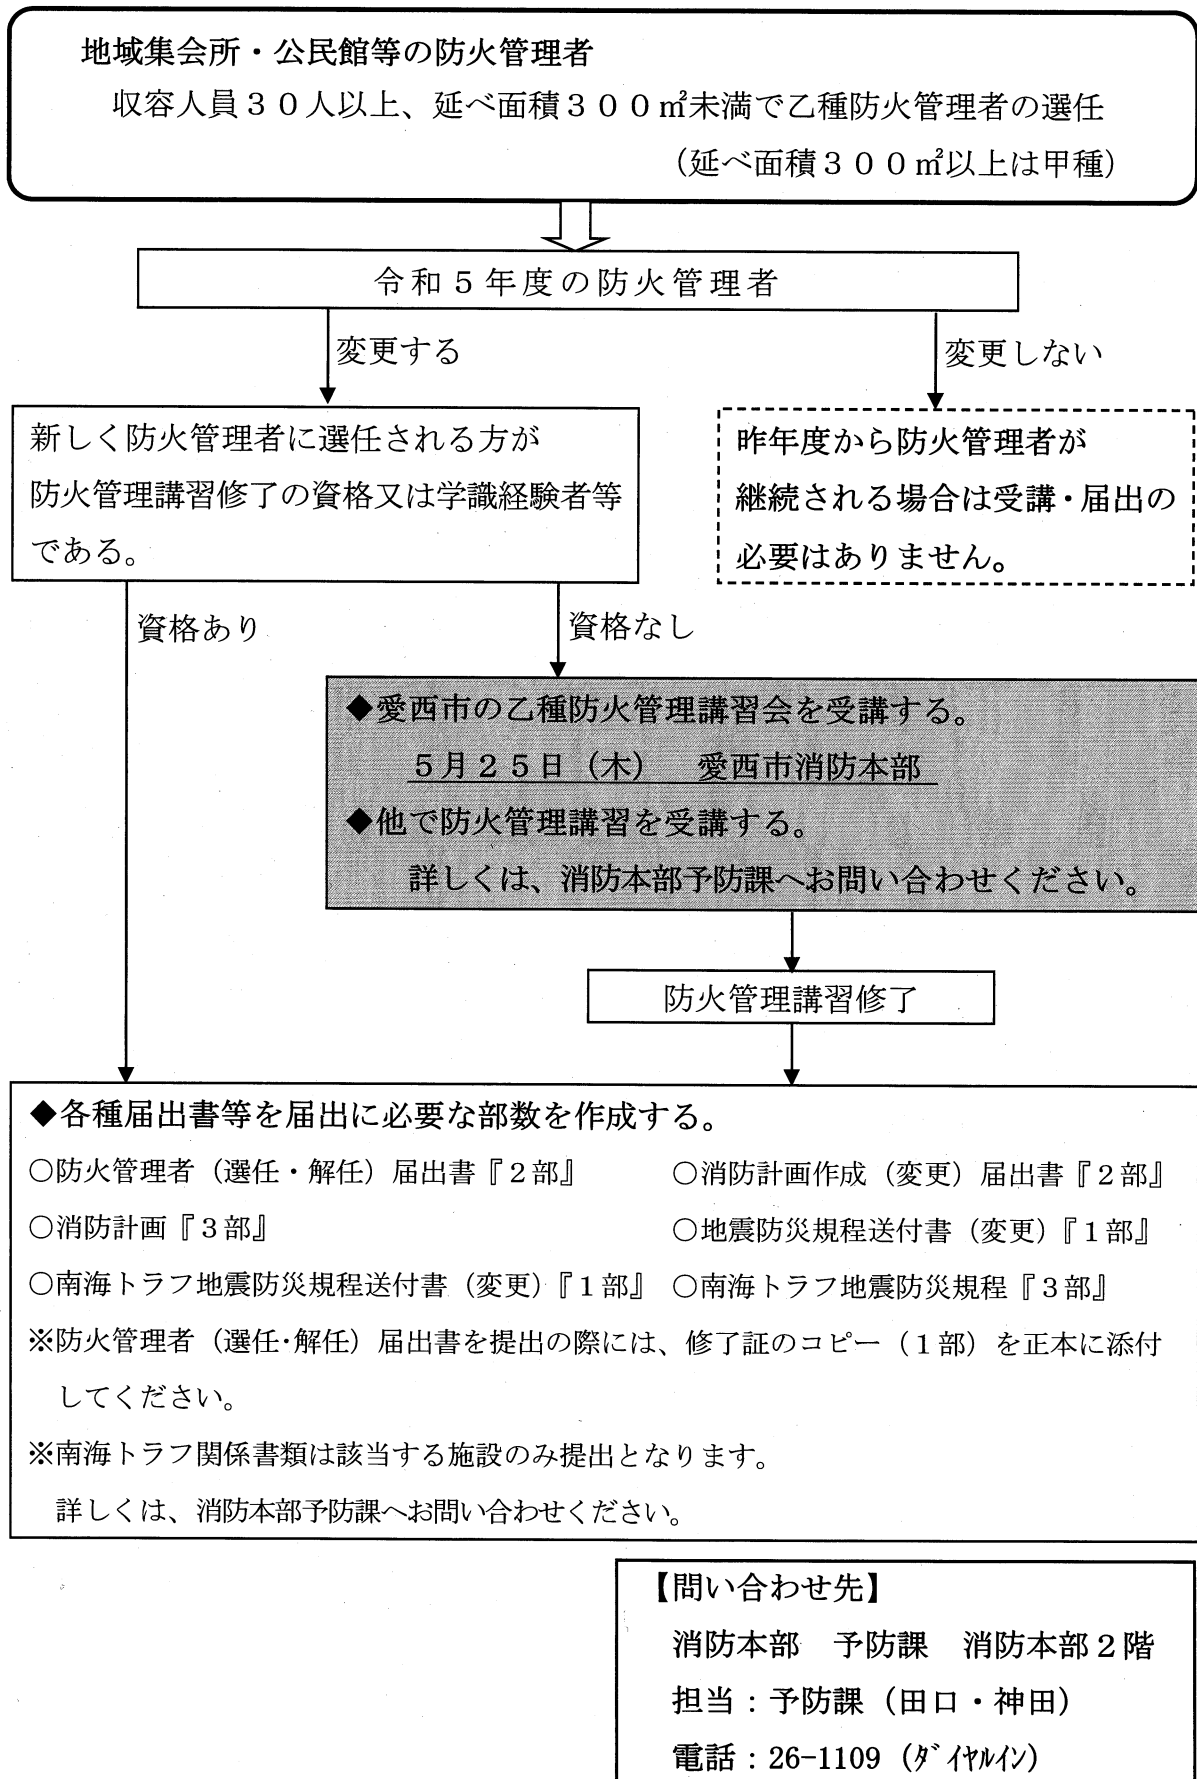 地域集会所・公民館等の防火管理者
収容人員３０人以上、延べ面積３００㎡未満で乙種防火管理者の選任
（延べ面積３００㎡以上は甲種）
令和５年度の防火管理者
変更する
変更しない
新しく防火管理者に選任される方が
防火管理講習修了の資格又は学識経験者等
である。
昨年度から防火管理者が
継続される場合は受講・届出の
必要はありません。
資格あり
資格なし
◆愛西市の乙種防火管理講習会を受講する。
５月２５日（木）　愛西市消防本部
◆他で防火管理講習を受講する。
詳しくは、消防本部予防課へお問い合わせください。
防火管理講習修了
◆各種届出書等を届出に必要な部数を作成する。
○防火管理者（選任・解任）届出書『２部』　○消防計画作成（変更）届出書『２部』
○消防計画『３部』　○地震防災規程送付書（変更）『１部』
○南海トラフ地震防災規程送付書（変更）『１部』　○南海トラフ地震防災規程『３部』
※防火管理者（選任・解任）届出書を提出の際には、修了証のコピー（１部）を正本に添付
してください。
※南海トラフ関係書類は該当する施設のみ提出となります。
詳しくは、消防本部予防課へお問い合わせください。
【問い合わせ先】
消防本部　予防課　消防本部２階
担当：予防課（田口・神田）
電話：26-1109（ﾀﾞｲﾔﾙｲﾝ）